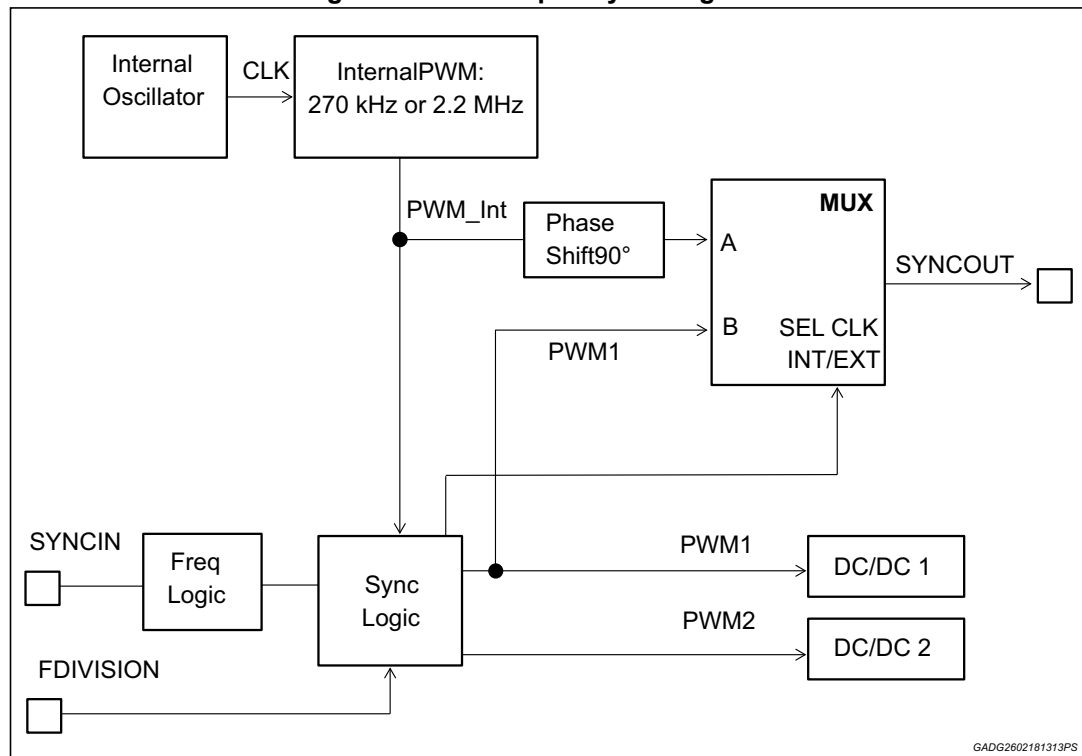 Internal
Oscillator
CLK
InternalPWM:
270 kHz or 2.2 MHz
PWM_Int
Phase
Shift90°
MUX
A
B
SEL CLK
INT/EXT
SYNCOUT
PWM1
SYNCIN
Freq
Logic
Sync
Logic
PWM1
DC/DC 1
PWM2
DC/DC 2
FDIVISION
GADG2602181313PS